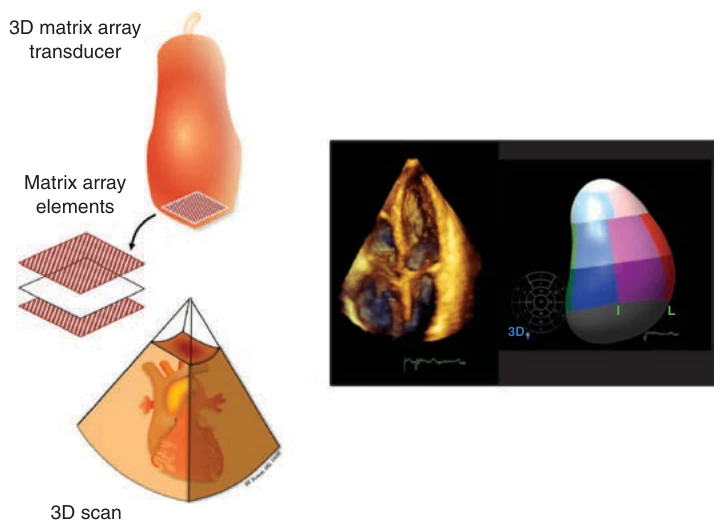 3D matrix array
transducer
Matrix array
elements
3D scan
3D
I
L